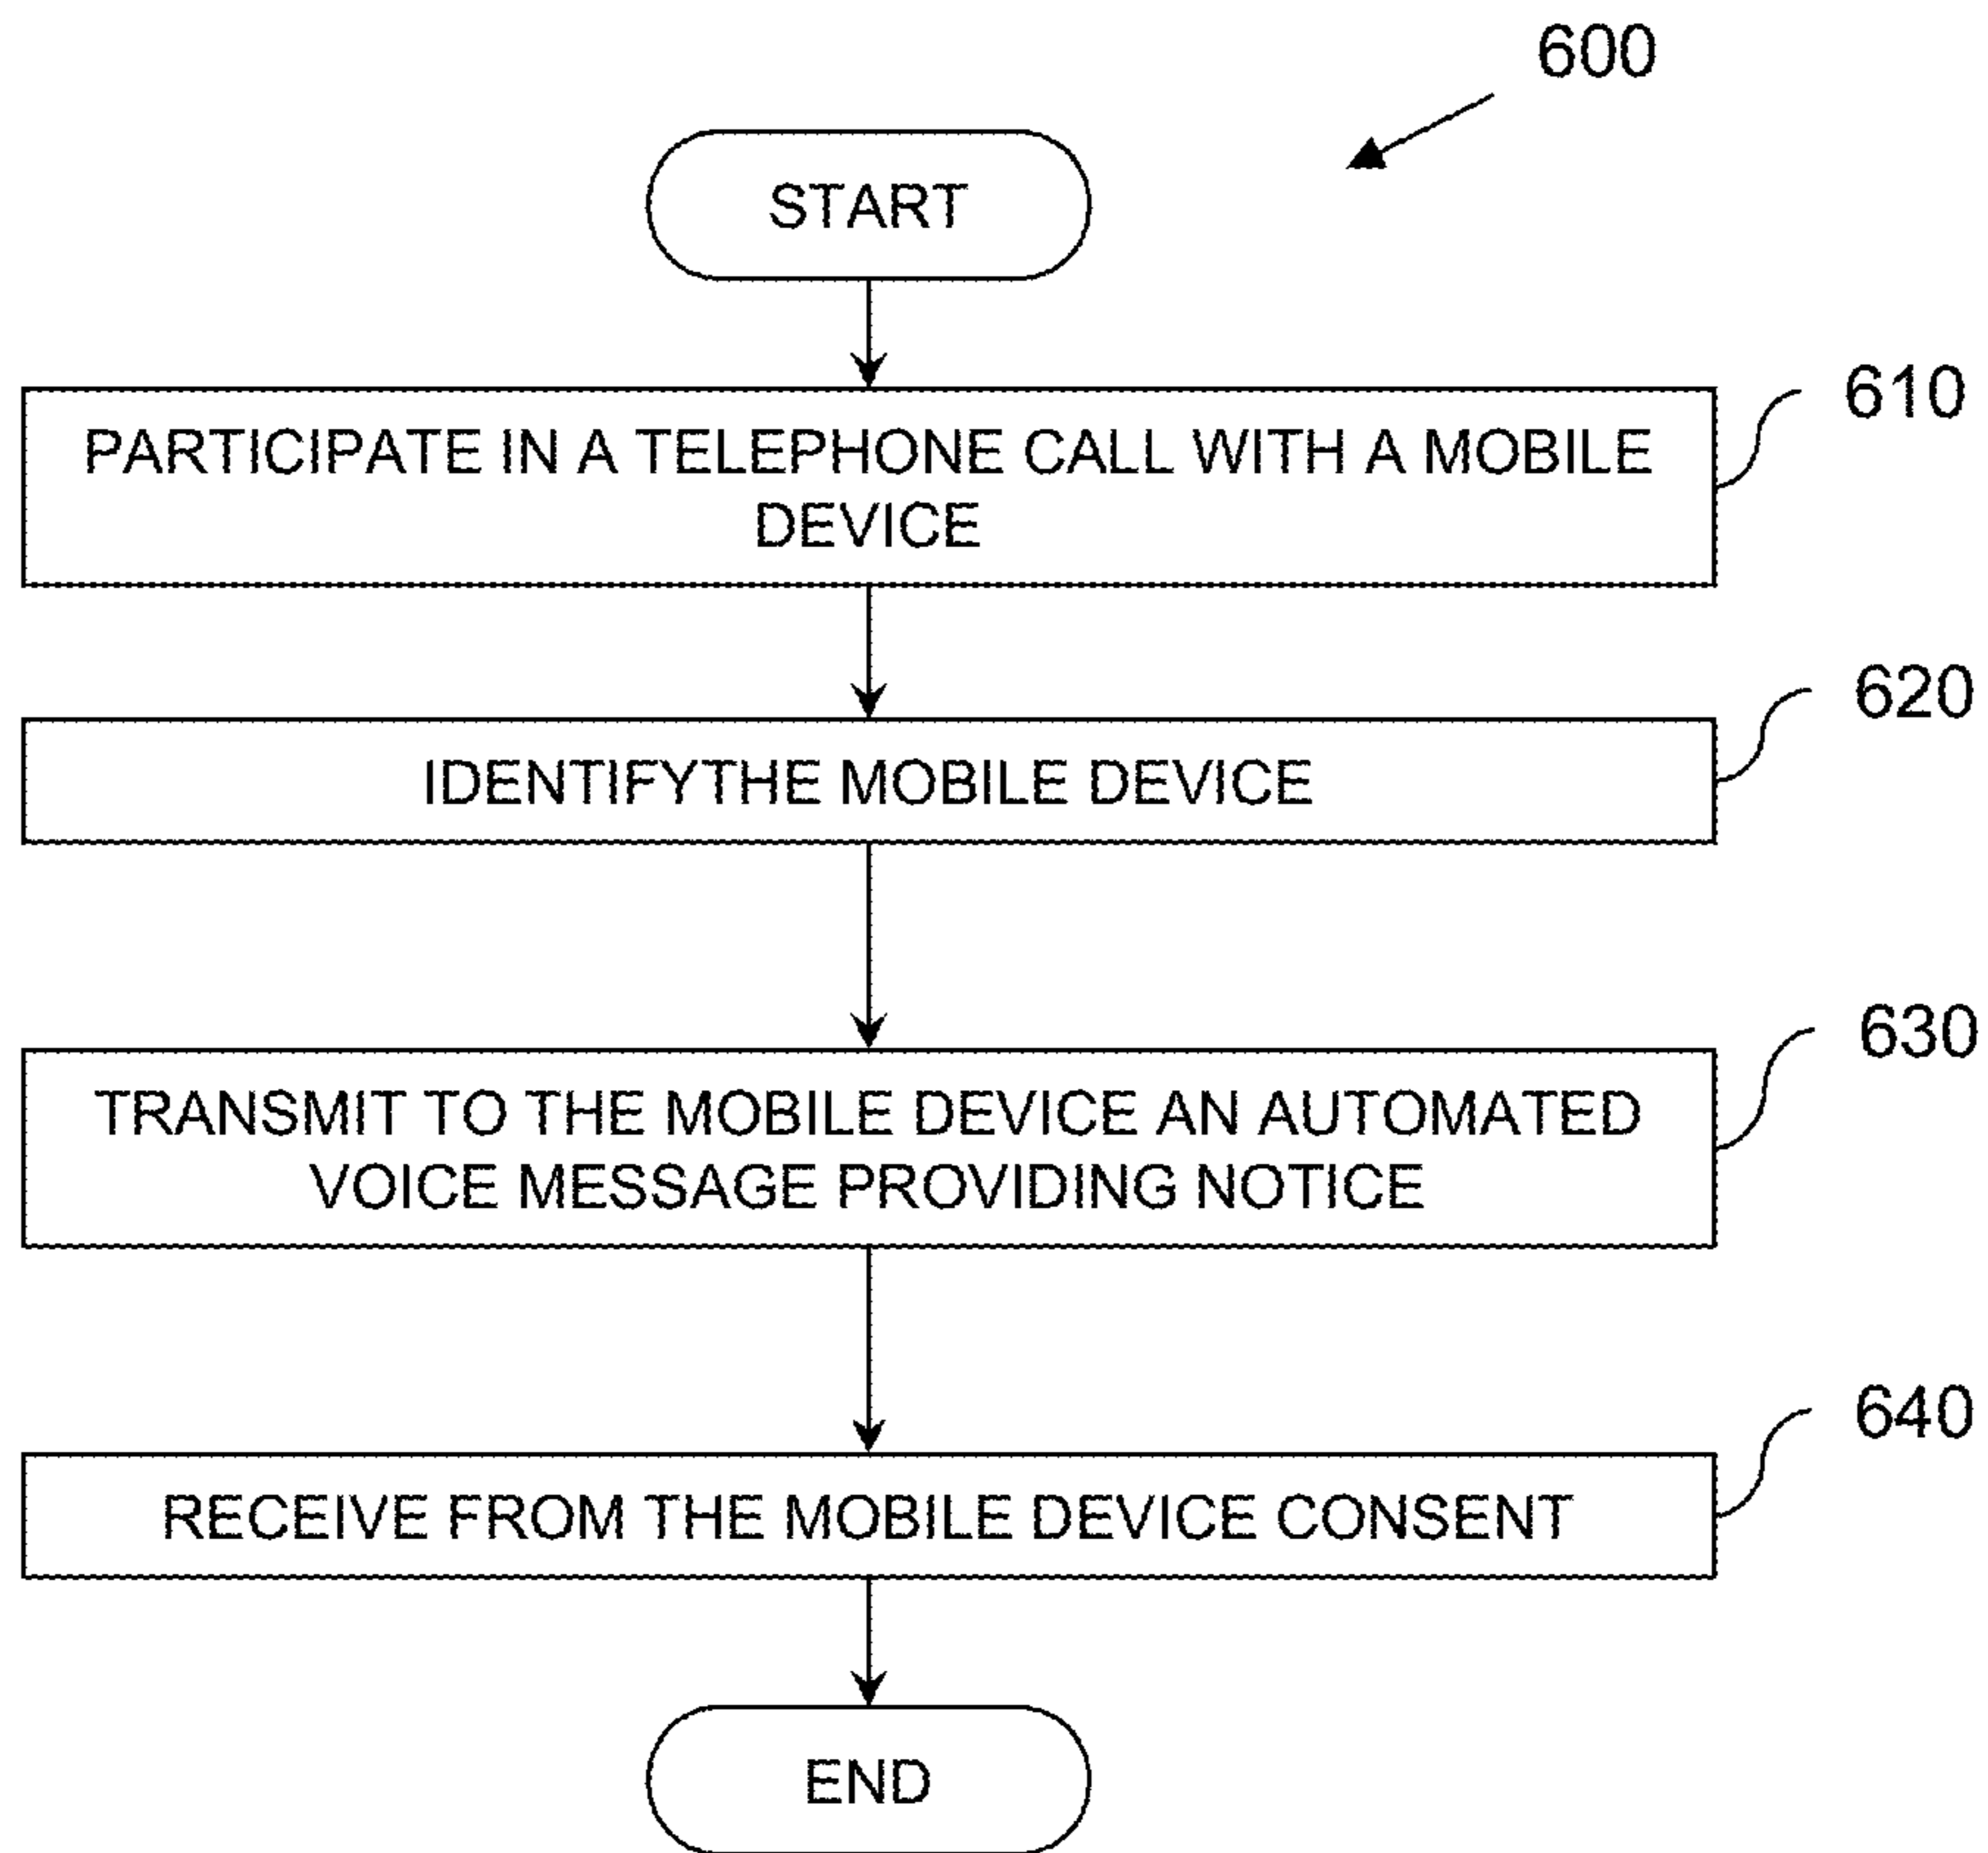 600
START
PARTICIPATE IN A TELEPHONE CALL WITH A MOBILE
DEVICE
610
IDENTIFYTHE MOBILE DEVICE
620
TRANSMIT TO THE MOBILE DEVICE AN AUTOMATED
VOICE MESSAGE PROVIDING NOTICE
630
RECEIVE FROM THE MOBILE DEVICE CONSENT
640
END